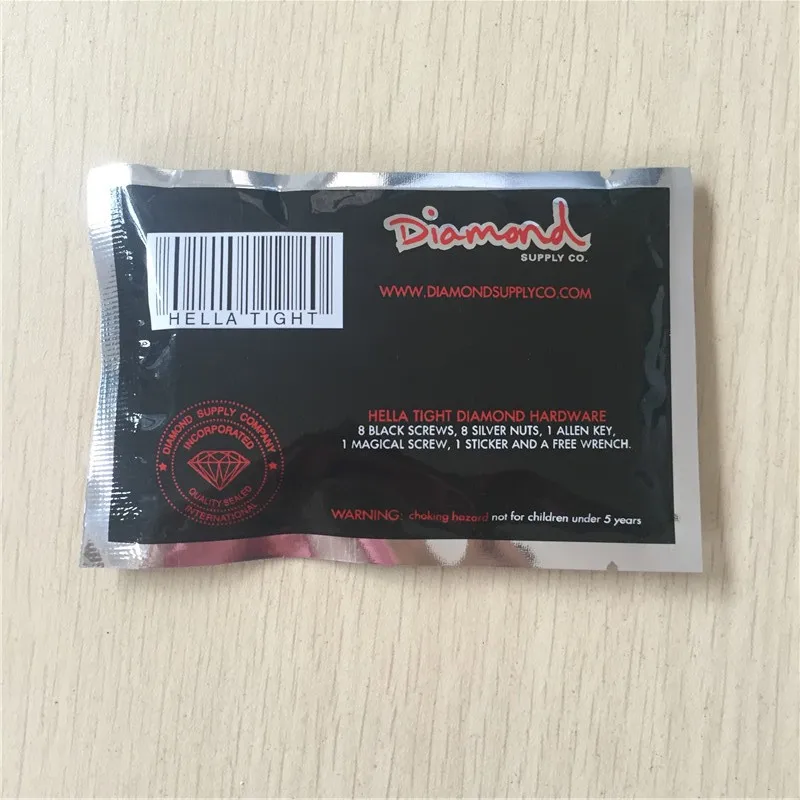 Diamond
SUPPLY CO.
WWW.DIAMONDSUPPLYCO.COM
HELLA TIGHT
HELLA TIGHT DIAMOND HARDWARE
8 BLACK SCREWS, 8 SILVER NUTS, 1 ALLEN KEY,
1 MAGICAL SCREW, 1 STICKER AND A FREE WRENCH.
DIAMOND SUPPLY COMPANY
INCORPORATED
QUALITY SEALED
INTERNATIONAL
WARNING: choking hazard not for children under 5 years